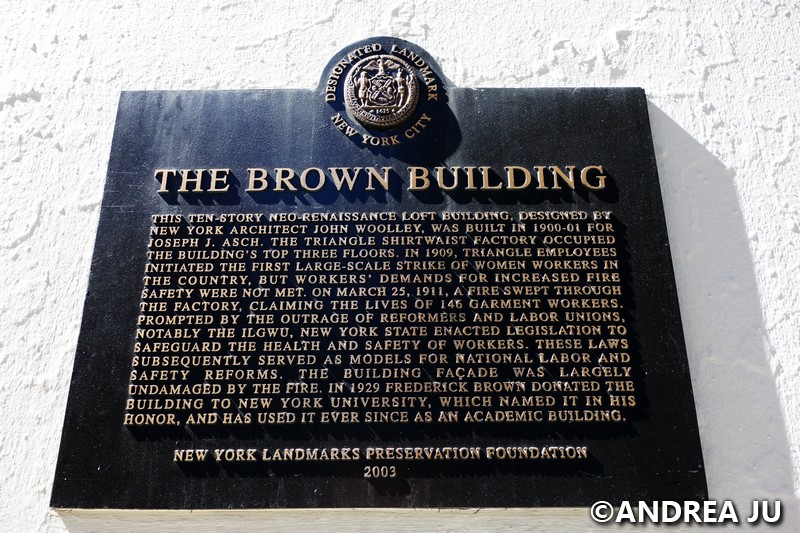 DESIGNATED LANDMARK
1625
NEW YORK CITY
THE BROWN BUILDING
THIS TEN-STORY NEO-RENAISSANCE LOFT BUILDING, DESIGNED BY
NEW YORK ARCHITECT JOHN WOOLLEY, WAS BUILT IN 1900-01 FOR
JOSEPH J. ASCH. THE TRIANGLE SHIRTWAIST FACTORY OCCUPIED
THE BUILDING'S TOP THREE FLOORS. IN 1909, TRIANGLE EMPLOYEES
INITIATED THE FIRST LARGE-SCALE STRIKE OF WOMEN WORKERS IN
THE COUNTRY, BUT WORKERS' DEMANDS FOR INCREASED FIRE
SAFETY WERE NOT MET. ON MARCH 25, 1911, A FIRE SWEPT THROUGH
THE FACTORY, CLAIMING THE LIVES OF 146 GARMENT WORKERS.
PROMPTED BY THE OUTRAGE OF REFORMERS AND LABOR UNIONS,
NOTABLY THE ILGWU, NEW YORK STATE ENACTED LEGISLATION TO
SAFEGUARD THE HEALTH AND SAFETY OF WORKERS. THESE LAWS
SUBSEQUENTLY SERVED AS MODELS FOR NATIONAL LABOR AND
SAFETY REFORMS. THE BUILDING FAÇADE WAS LARGELY
UNDAMAGED BY THE FIRE. IN 1929 FREDERICK BROWN DONATED THE
BUILDING TO NEW YORK UNIVERSITY, WHICH NAMED IT IN HIS
HONOR, AND HAS USED IT EVER SINCE AS AN ACADEMIC BUILDING.
NEW YORK LANDMARKS PRESERVATION FOUNDATION
2003
©ANDREA JU